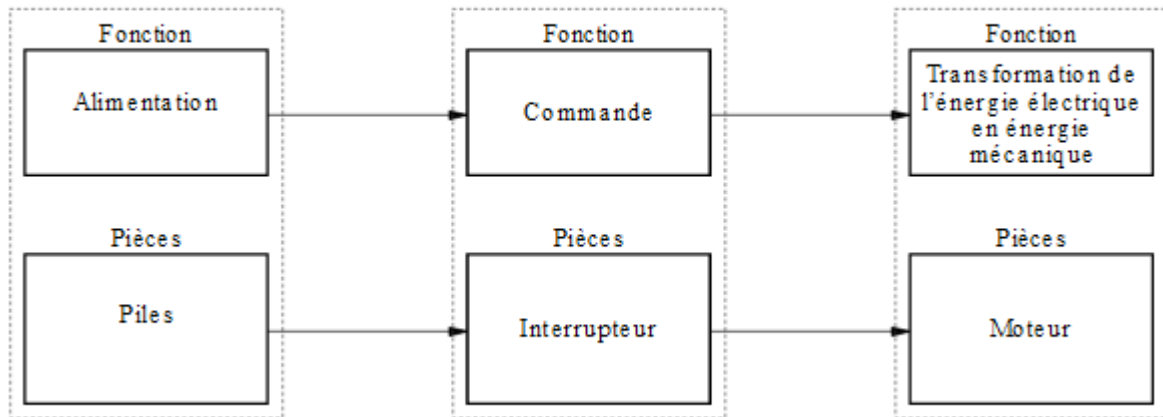 Fonction
Fonction
Fonction
Alimentation
Commande
Transformation de
l'énergie électrique
en énergie
mécanique
Pièces
Pièces
Pièces
Piles
Interrupteur
Moteur